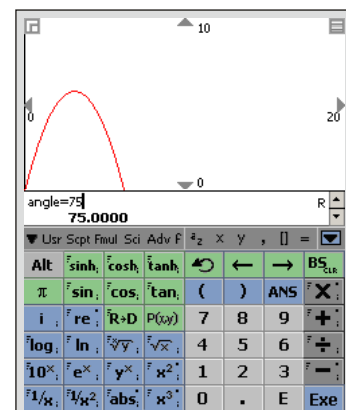 10
0 20
0
angle=75 R
75.0000
Usr Scpt Fmul Sci Adv F a z x y , [] =
Alt sinh cosh tanh ← → BS CLR
π sin cos tan ( ) ANS X
i re R→D P(x,y) 7 8 9 +
log ln ˣ√y √x 4 5 6 ÷
10ˣ eˣ yˣ x² 1 2 3 −
1/x 1/x² abs x³ 0 . E Exe